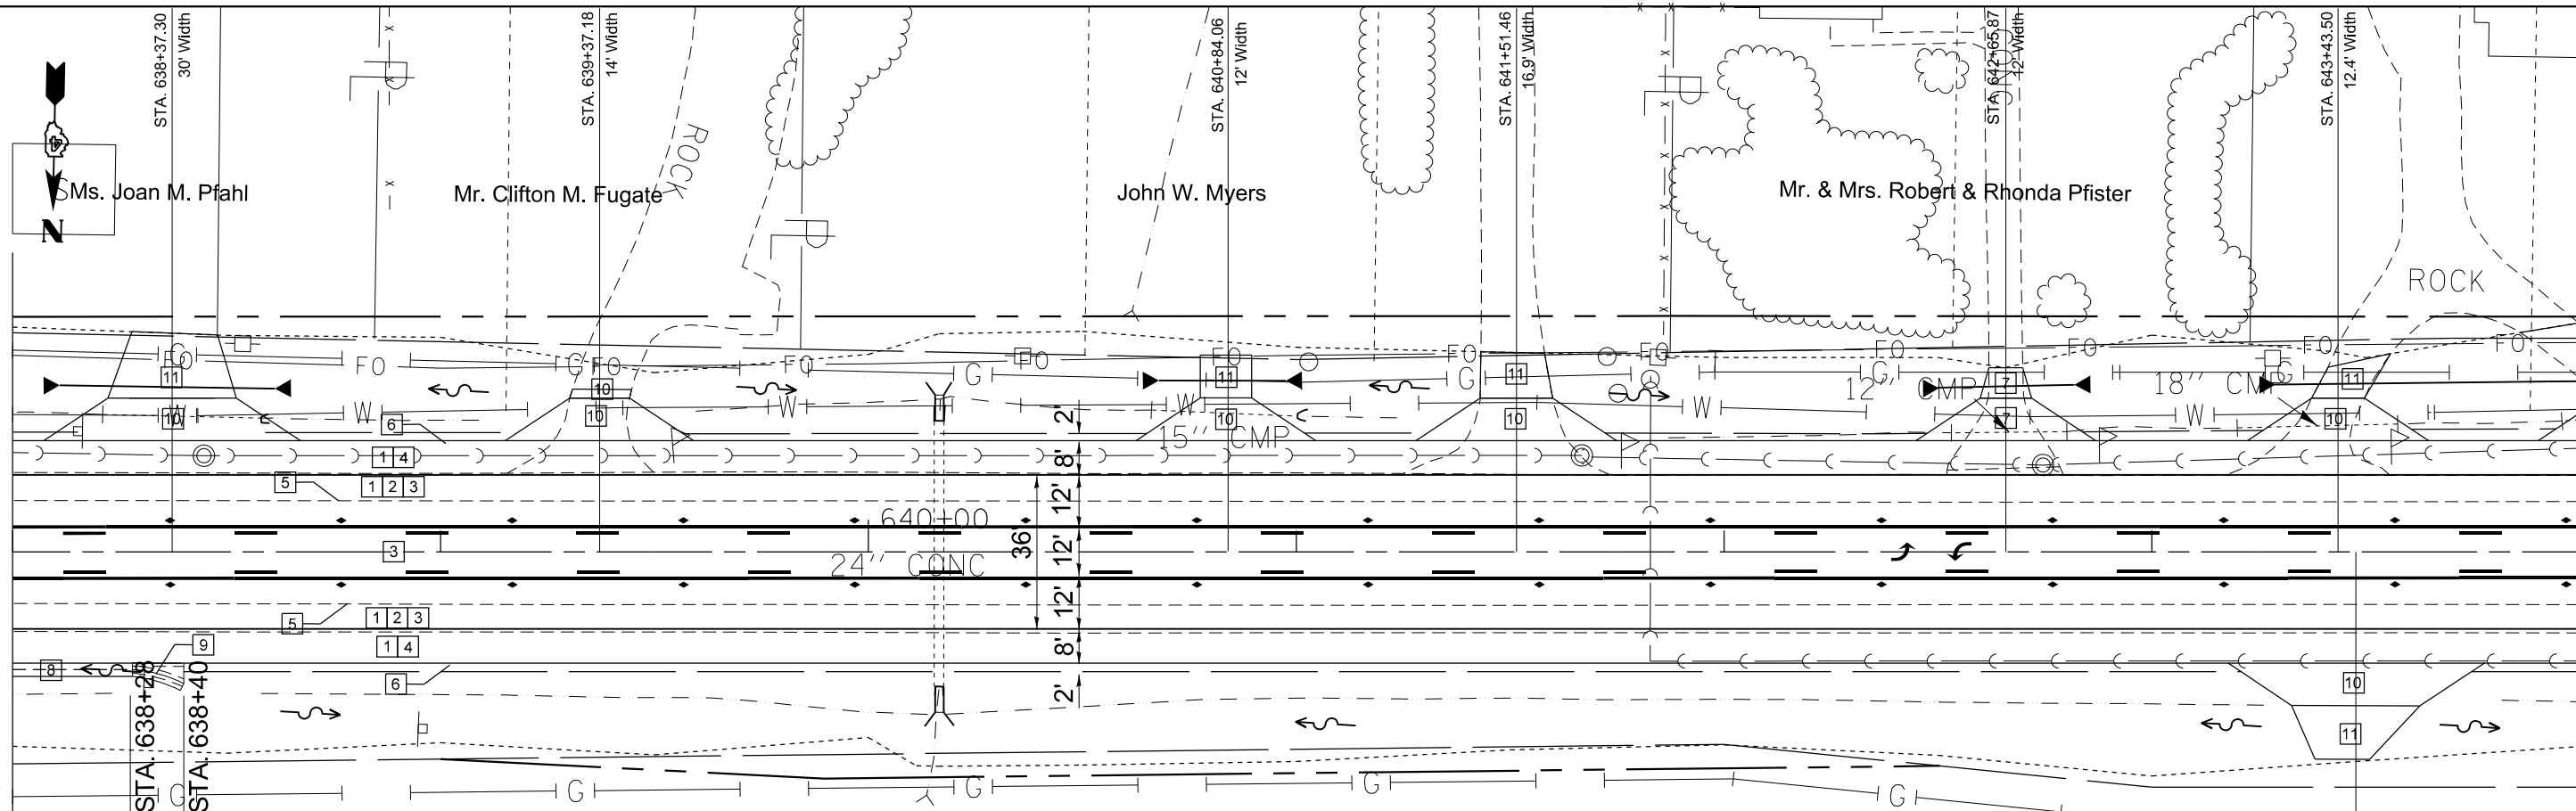 STA. 638+37.30
30' Width
STA. 639+37.18
14' Width
STA. 640+84.06
12' Width
STA. 641+51.46
16.9' Width
STA. 642+65.87
12' Width
STA. 643+43.50
12.4' Width
ROCK
N
Ms. Joan M. Pfahl
Mr. Clifton M. Fugate
John W. Myers
Mr. & Mrs. Robert & Rhonda Pfister
ROCK
G FO FO G FO FO G FO FO FO G FO FO FO FO G FO
11 10 11 11 7 11
12" CMP
18" CMP
10 W W 10 W W 10 10 W 7 W 10
6
2'
15" CMP
1 4
8'
5
1 2 3
12'
640+00
3
36'
12'
24" CONC
5
1 2 3
12'
9
1 4
8'
8
6
2'
10
11
STA. 638+28
STA. 638+40
G G G G